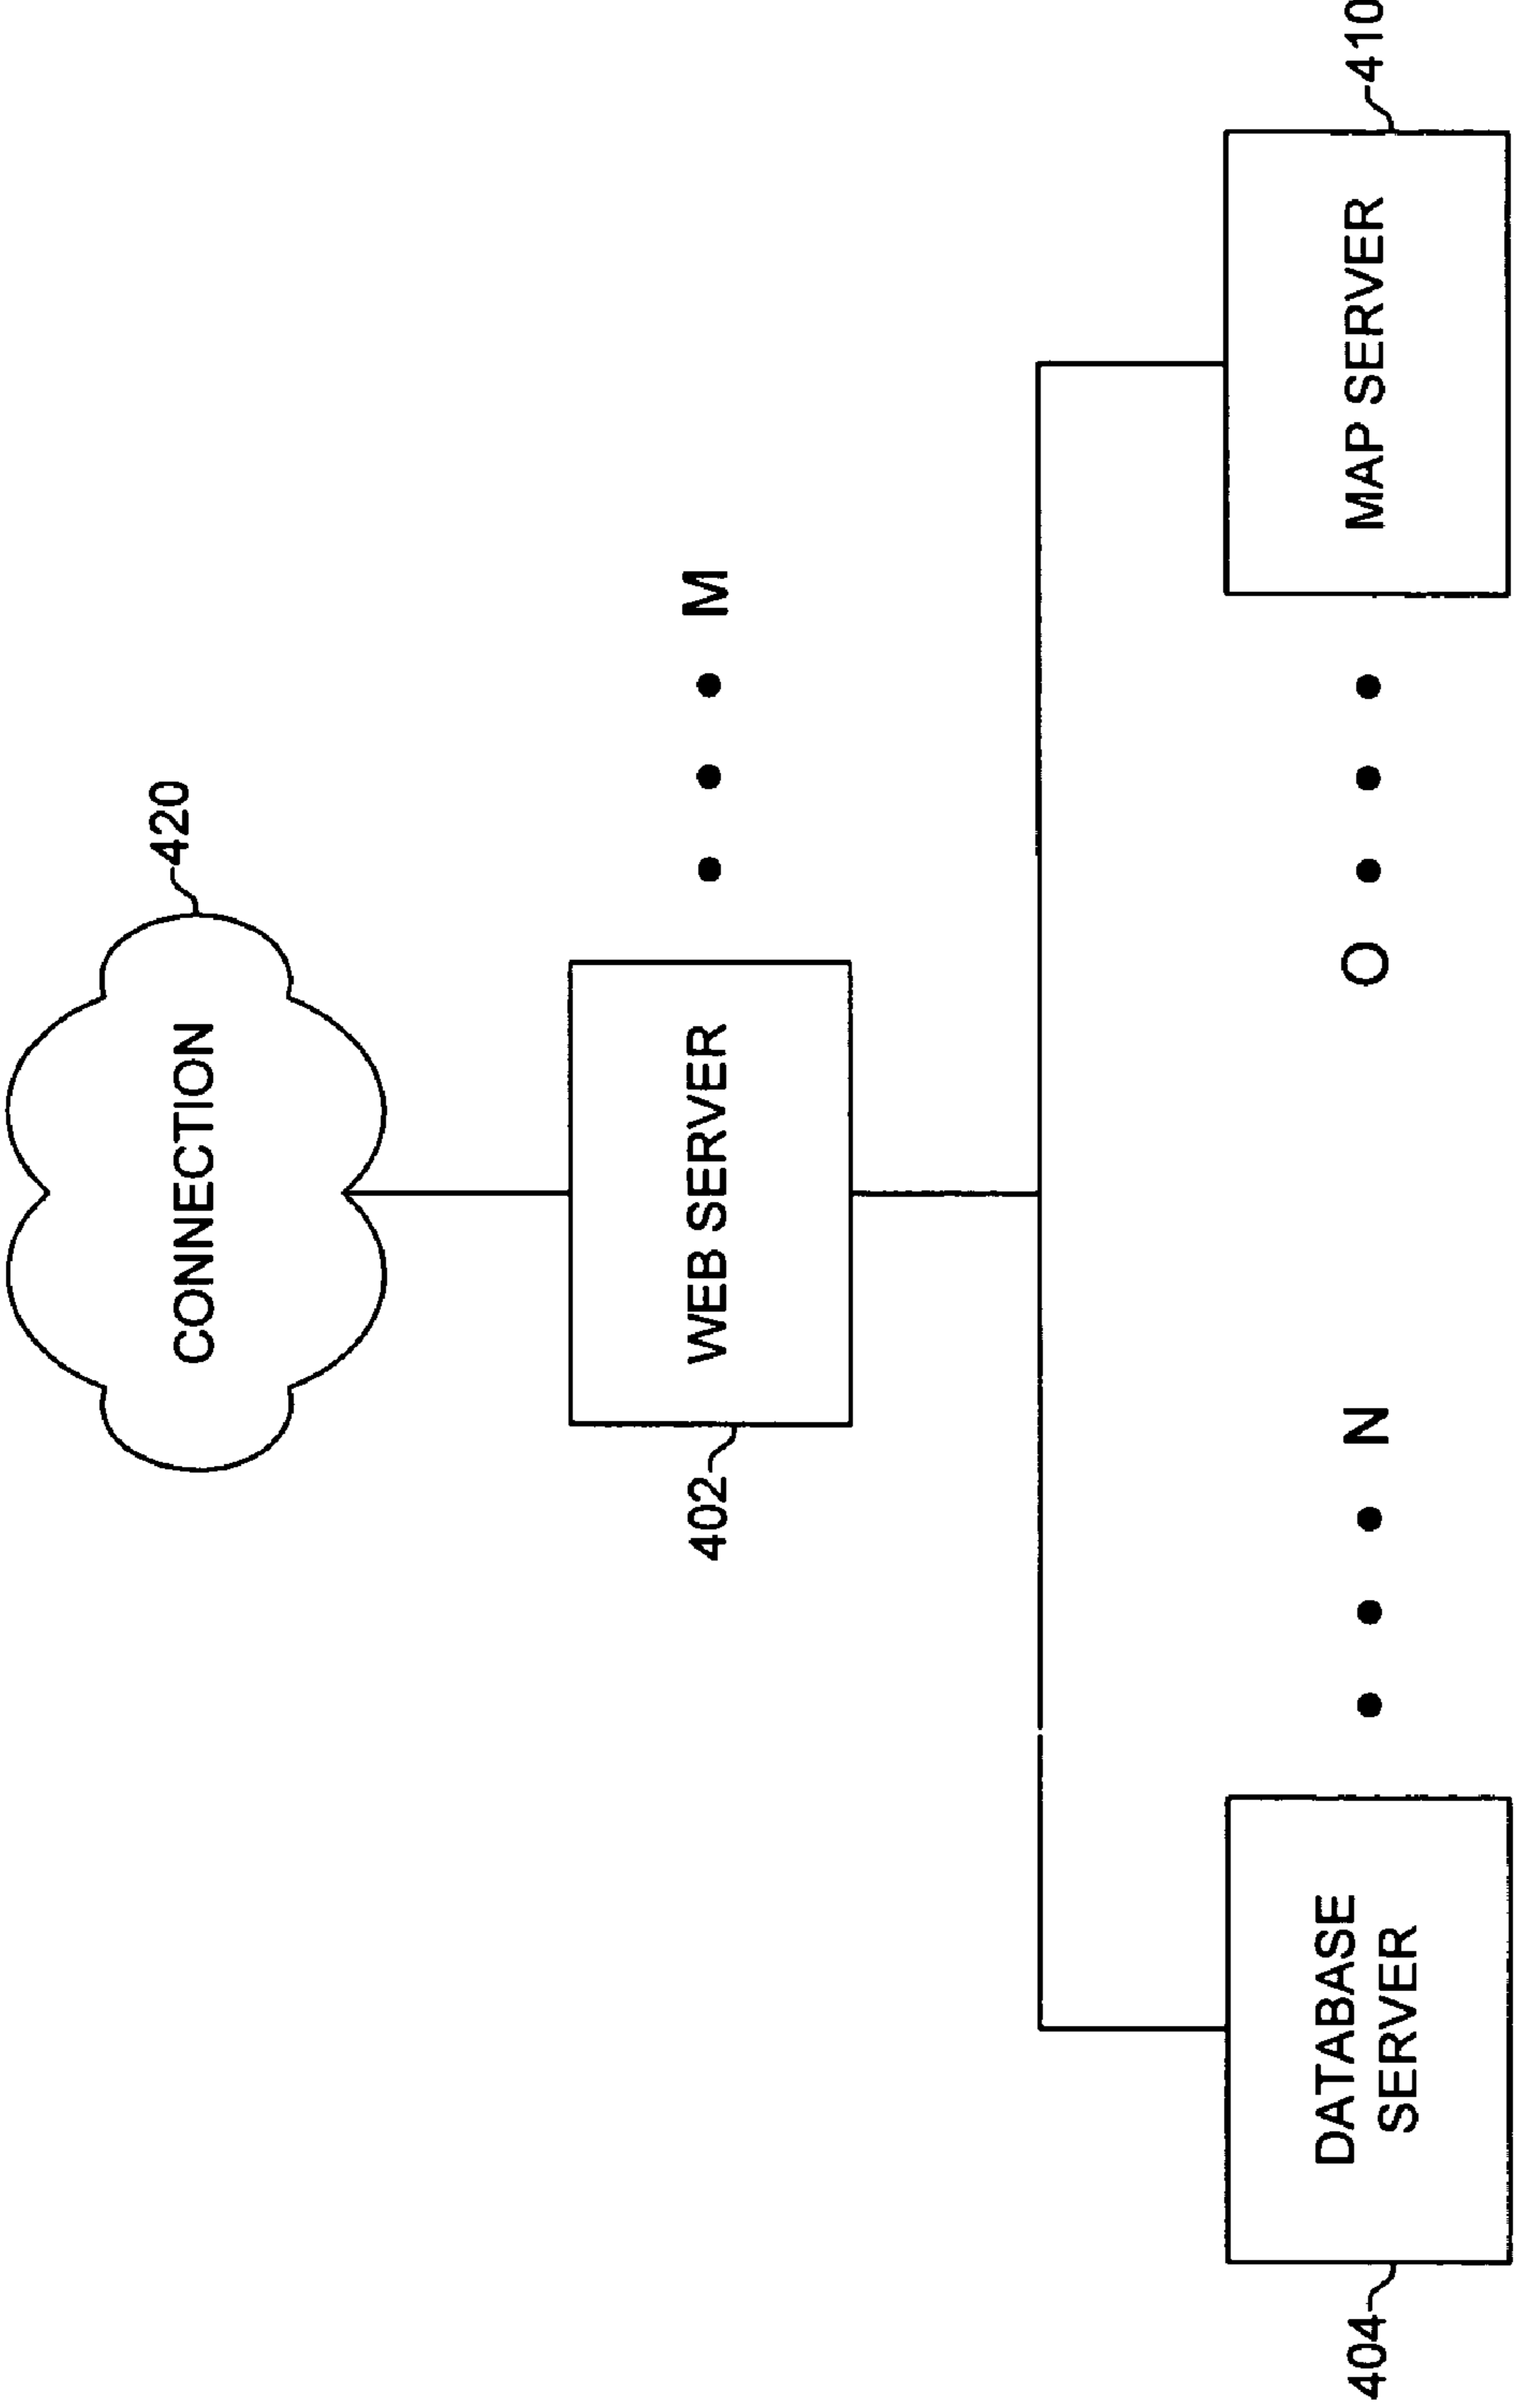 CONNECTION
420
402
WEB SERVER
M
404
DATABASE
SERVER
N
O
MAP SERVER
410